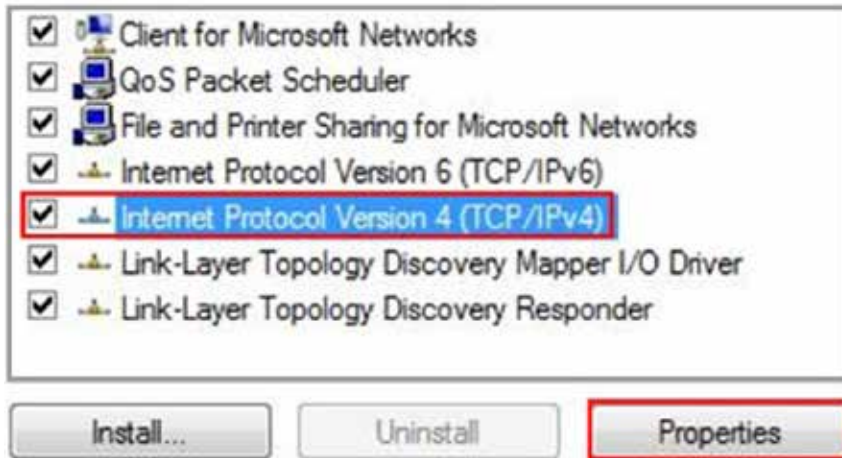 Client for Microsoft Networks
QoS Packet Scheduler
File and Printer Sharing for Microsoft Networks
Internet Protocol Version 6 (TCP/IPv6)
Internet Protocol Version 4 (TCP/IPv4)
Link-Layer Topology Discovery Mapper I/O Driver
Link-Layer Topology Discovery Responder
Install... Uninstall Properties